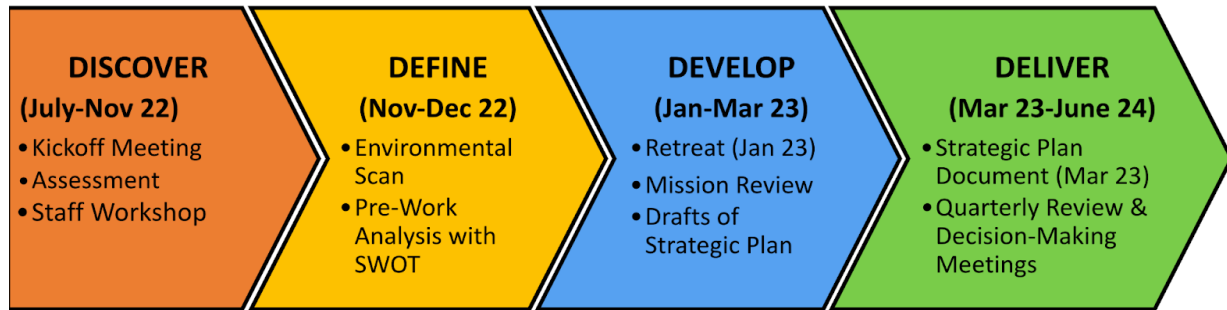 DISCOVER
(July-Nov 22)
•Kickoff Meeting
•Assessment
•Staff Workshop
DEFINE
(Nov-Dec 22)
•Environmental
Scan
•Pre-Work
Analysis with
SWOT
DEVELOP
(Jan-Mar 23)
•Retreat (Jan 23)
•Mission Review
•Drafts of
Strategic Plan
DELIVER
(Mar 23-June 24)
•Strategic Plan
Document (Mar 23)
•Quarterly Review &
Decision-Making
Meetings